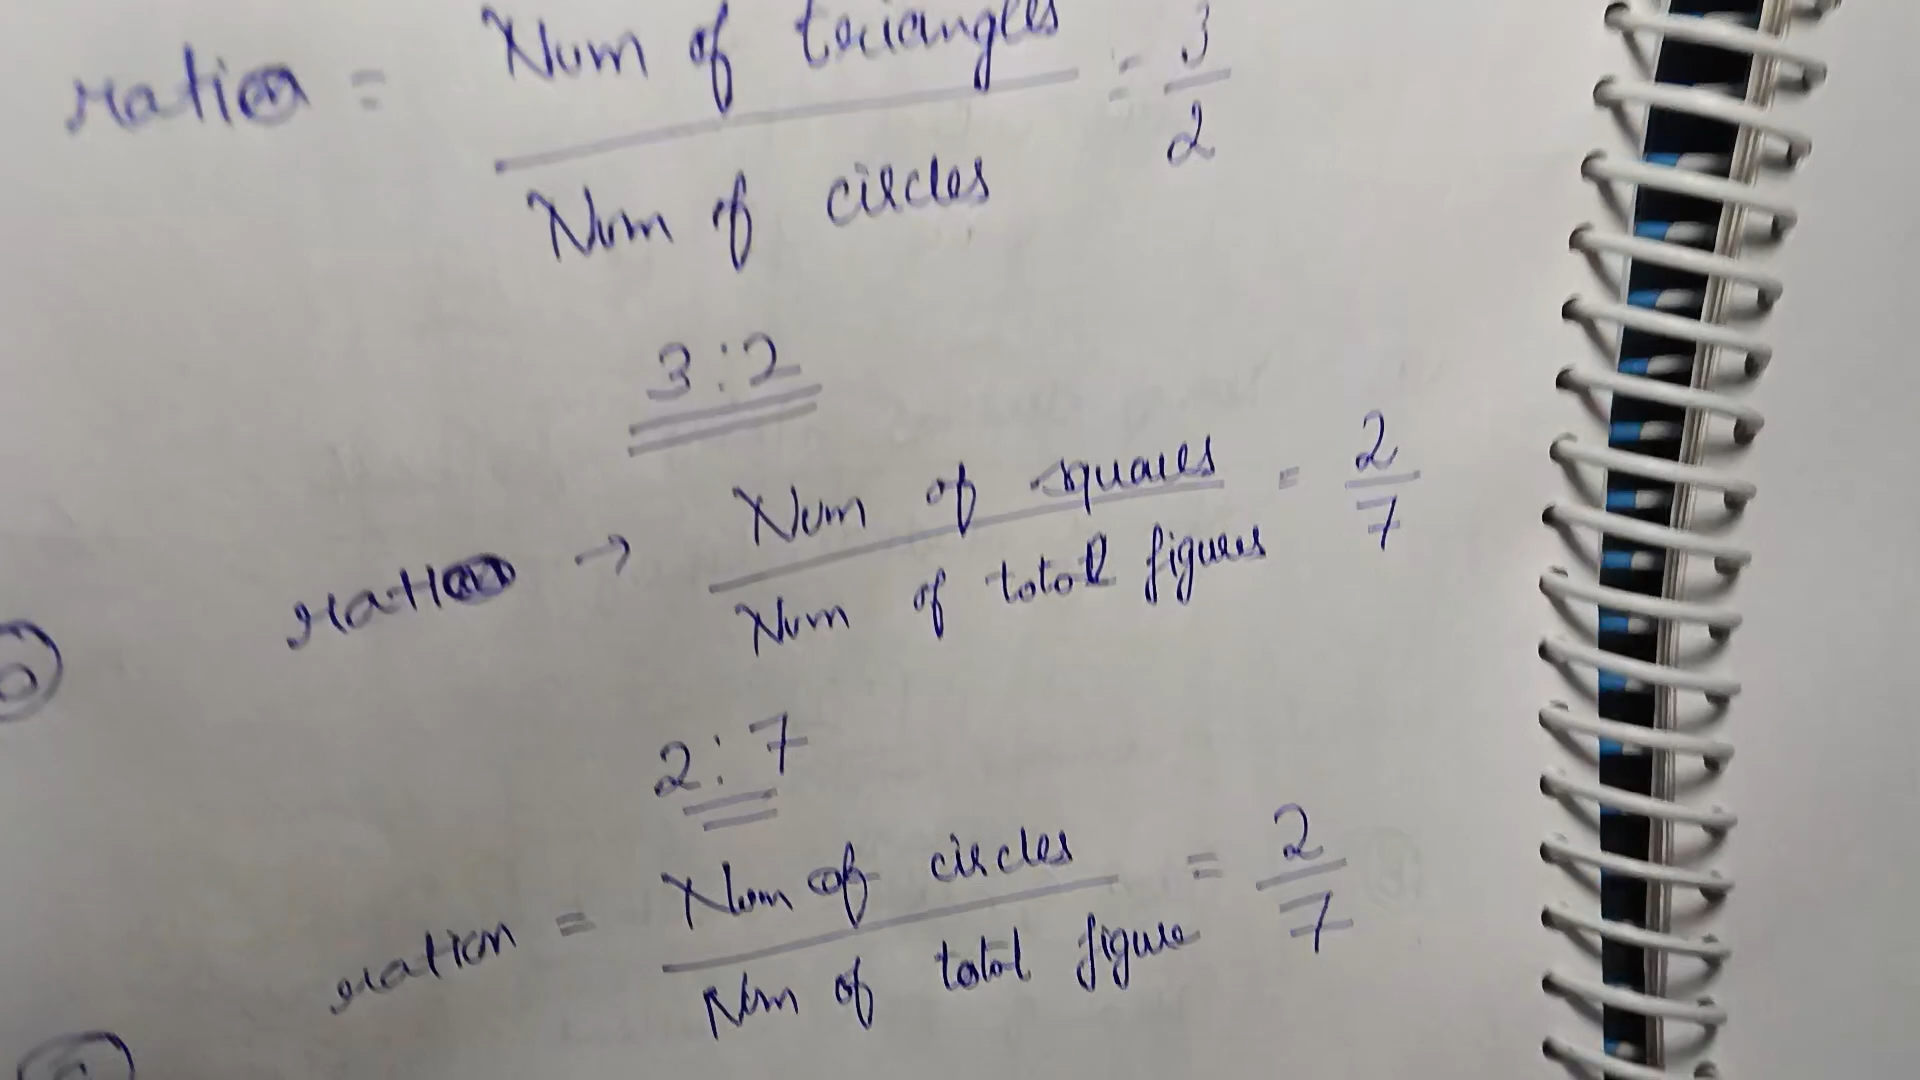 ratio = Num of triangles = 3
Num of circles 2
3:2
ratio → Num of squares = 2
Num of total figures 7
2:7
ration = Num of circles = 2
Num of total figure 7